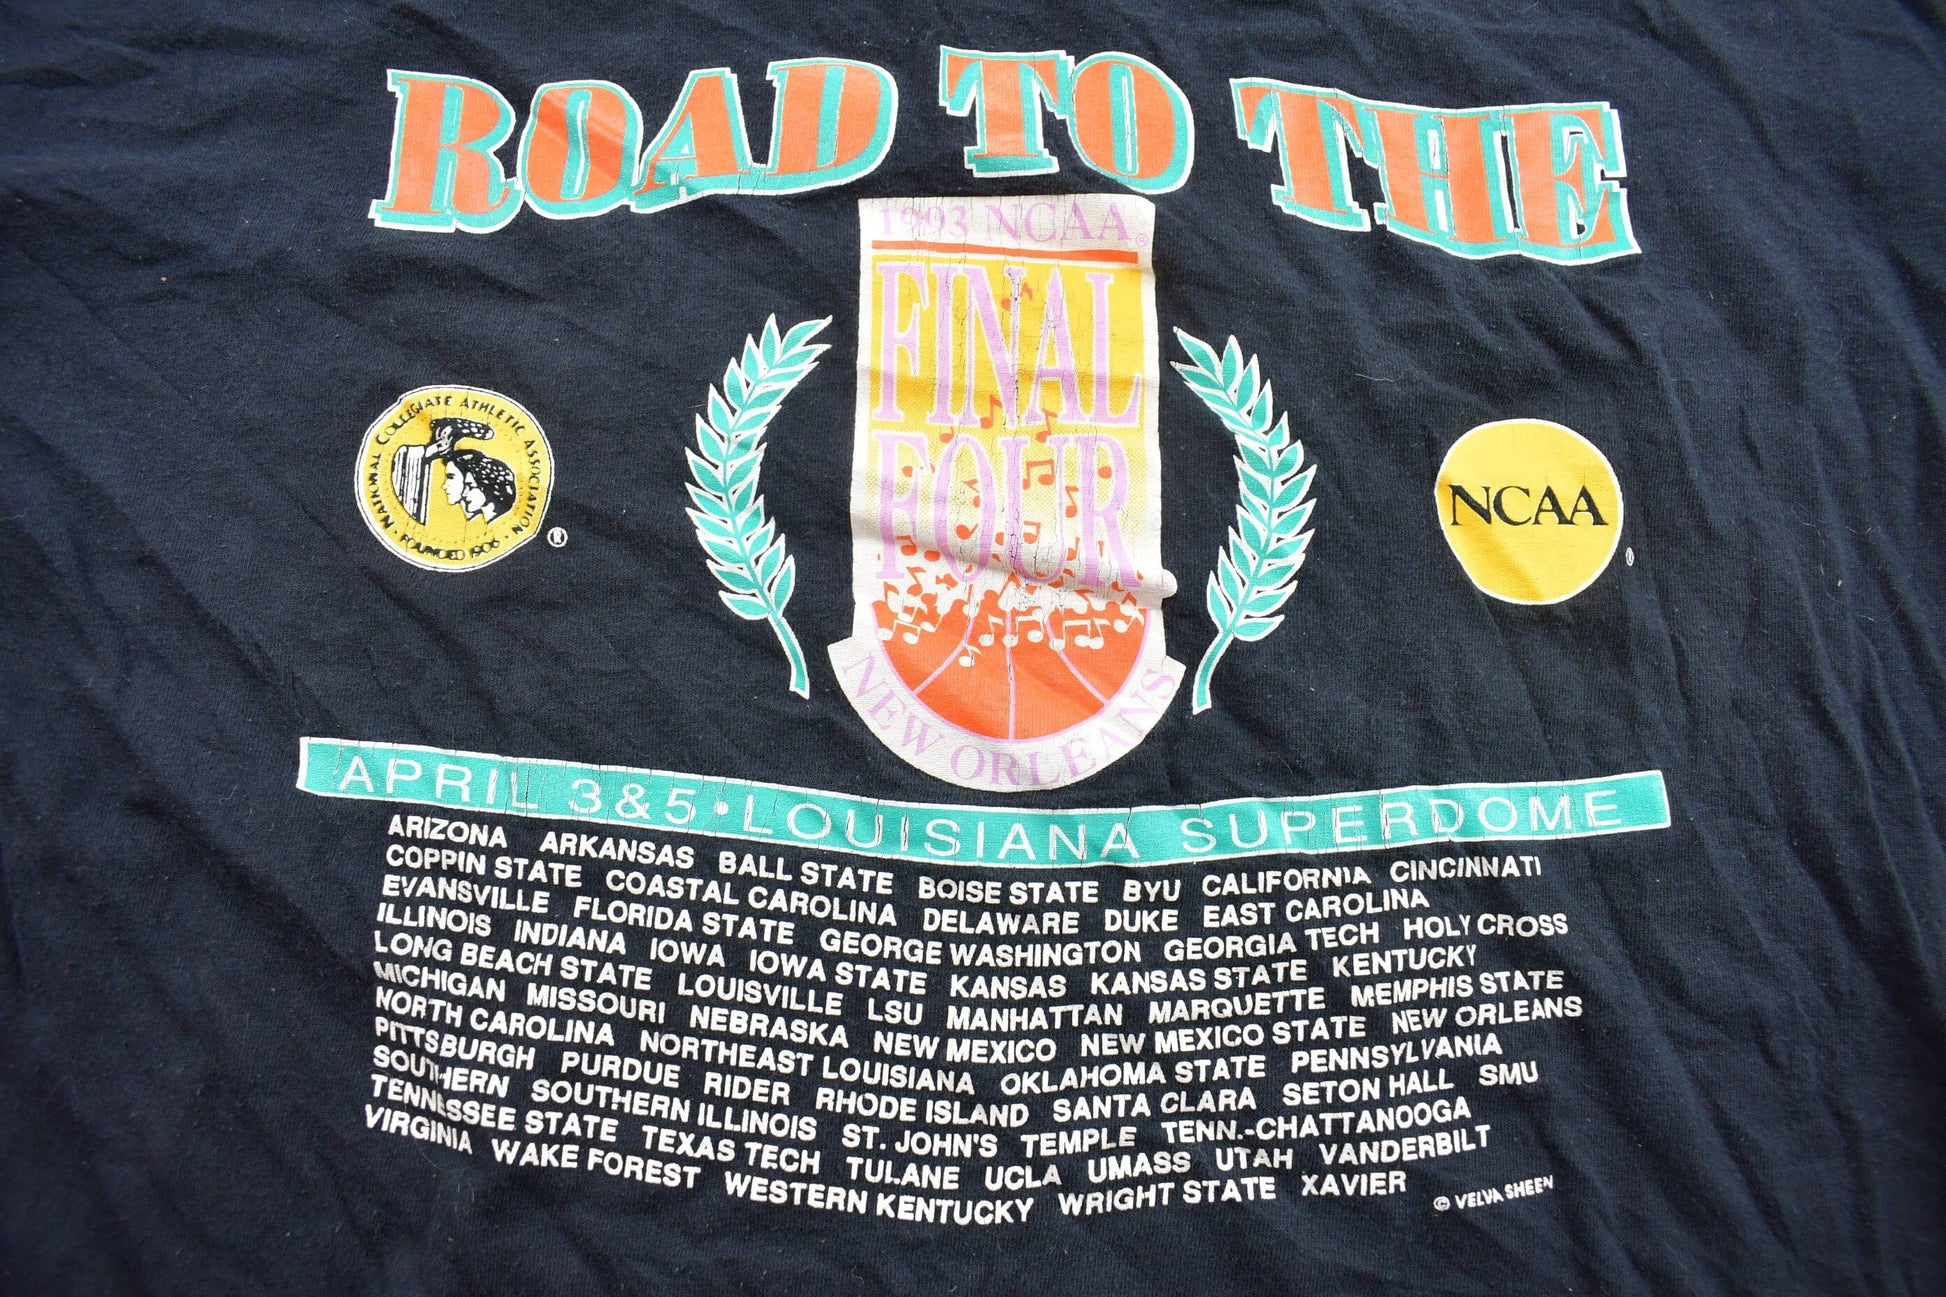 ROAD TO THE
1993 NCAA®
FINAL
FOUR
NEW ORLEANS
NATIONAL COLLEGIATE ATHLETIC ASSOCIATION
• FOUNDED 1906 •
®
NCAA
®
APRIL 3&5 • LOUISIANA SUPERDOME
ARIZONA ARKANSAS BALL STATE BOISE STATE BYU CALIFORNIA CINCINNATI
COPPIN STATE COASTAL CAROLINA DELAWARE DUKE EAST CAROLINA
EVANSVILLE FLORIDA STATE GEORGE WASHINGTON GEORGIA TECH HOLY CROSS
ILLINOIS INDIANA IOWA IOWA STATE KANSAS KANSAS STATE KENTUCKY
LONG BEACH STATE LOUISVILLE LSU MANHATTAN MARQUETTE MEMPHIS STATE
MICHIGAN MISSOURI NEBRASKA NEW MEXICO NEW MEXICO STATE NEW ORLEANS
NORTH CAROLINA NORTHEAST LOUISIANA OKLAHOMA STATE PENNSYLVANIA
PITTSBURGH PURDUE RIDER RHODE ISLAND SANTA CLARA SETON HALL SMU
SOUTHERN SOUTHERN ILLINOIS ST. JOHN'S TEMPLE TENN.-CHATTANOOGA
TENNESSEE STATE TEXAS TECH TULANE UCLA UMASS UTAH VANDERBILT
VIRGINIA WAKE FOREST WESTERN KENTUCKY WRIGHT STATE XAVIER
© VELVA SHEEN